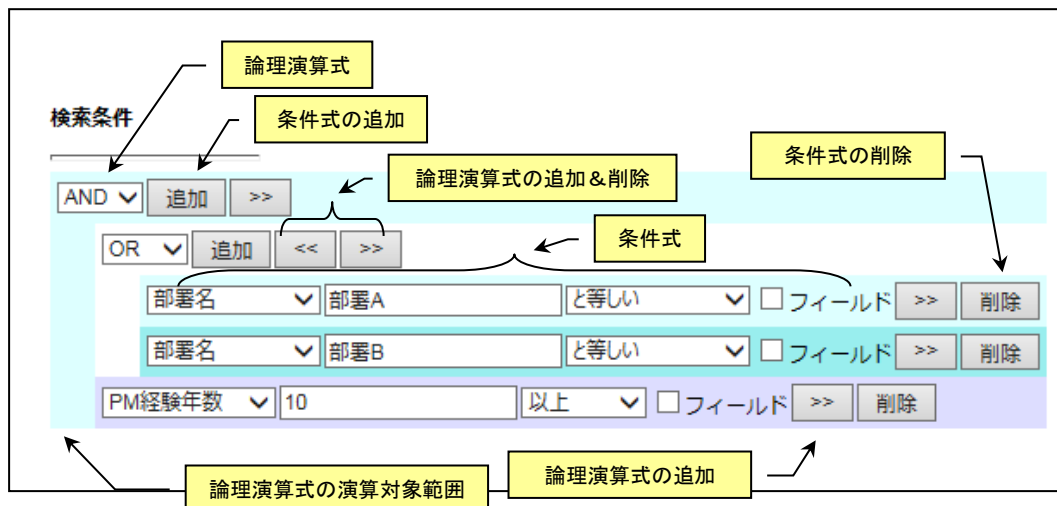 論理演算式
検索条件
条件式の追加
条件式の削除
論理演算式の追加＆削除
AND 追加 >>
条件式
OR 追加 << >>
部署名 部署A と等しい フィールド >> 削除
部署名 部署B と等しい フィールド >> 削除
PM経験年数 10 以上 フィールド >> 削除
論理演算式の演算対象範囲
論理演算式の追加